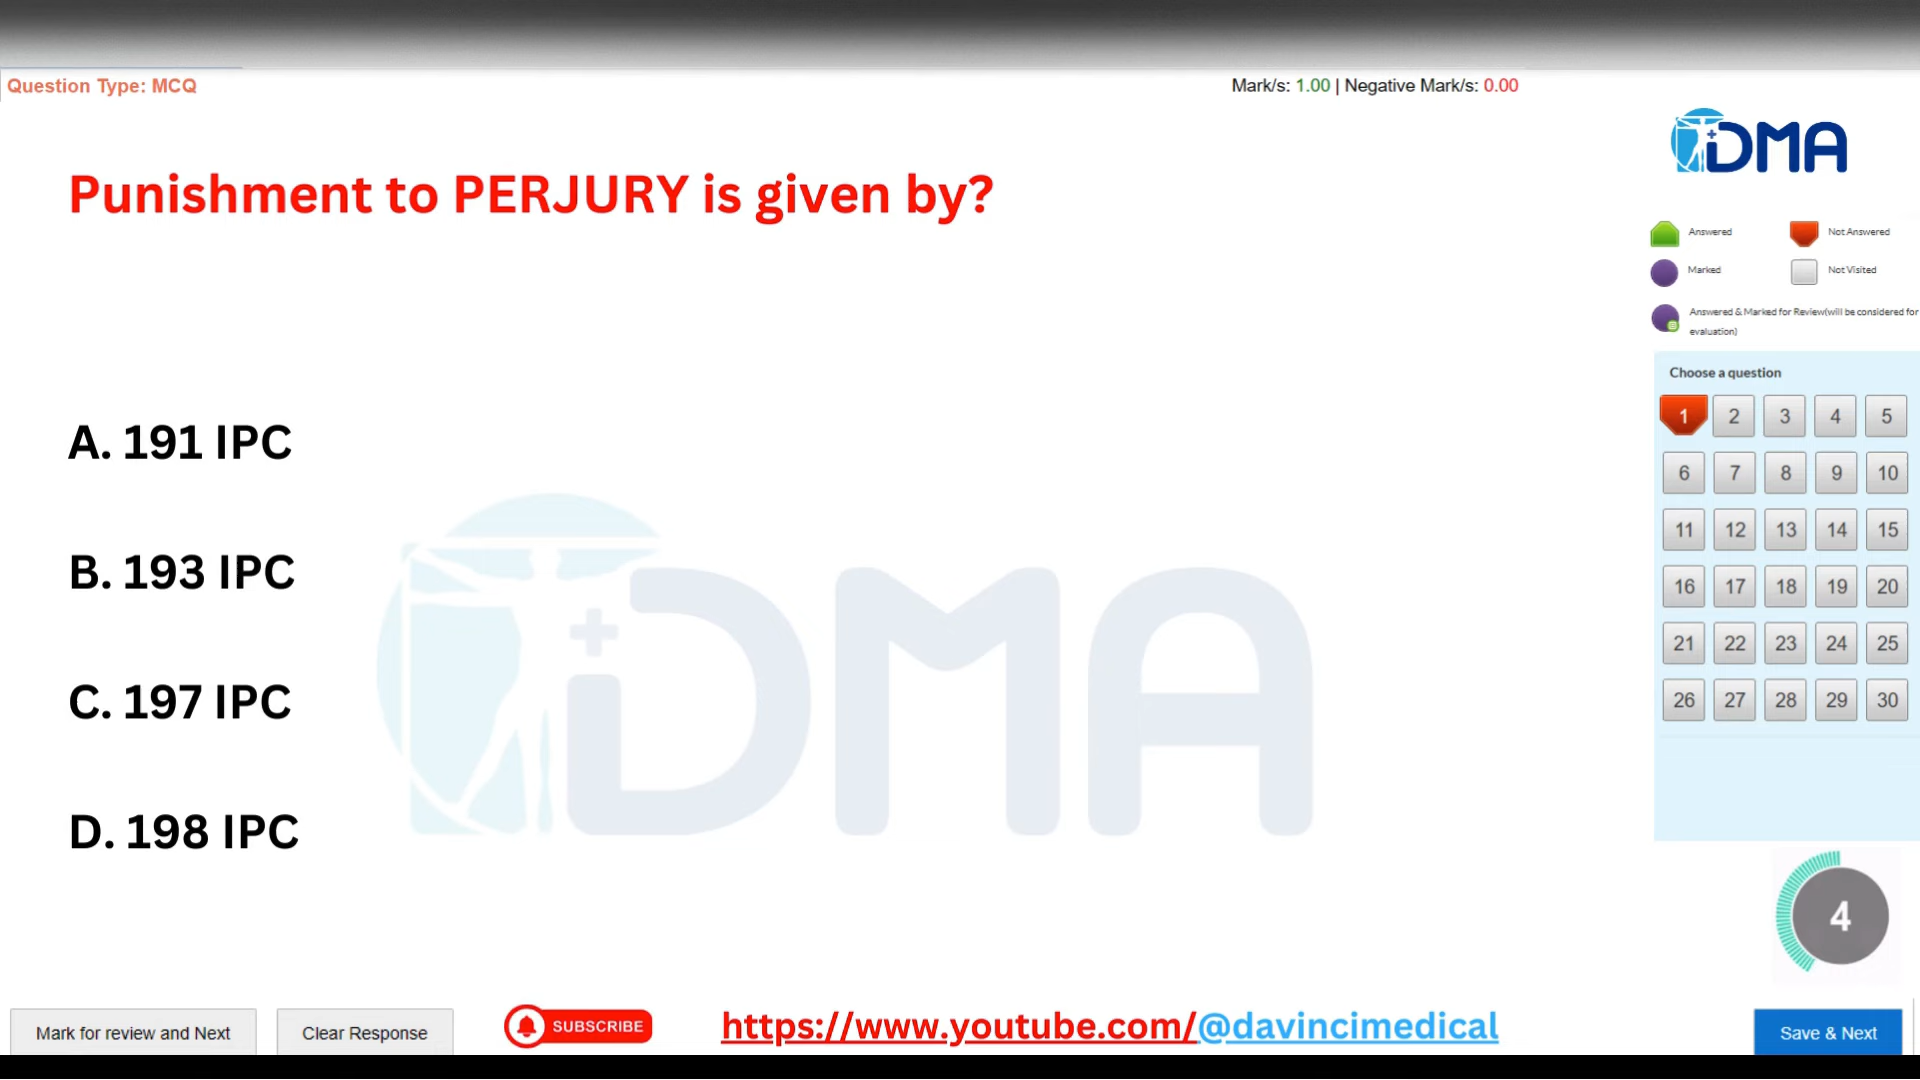 Question Type: MCQ
Mark/s: 1.00 | Negative Mark/s: 0.00
DMA
Punishment to PERJURY is given by?
Answered
Not Answered
Marked
Not Visited
Answered & Marked for Review(will be considered for
evaluation)
Choose a question
1 2 3 4 5
6 7 8 9 10
11 12 13 14 15
16 17 18 19 20
21 22 23 24 25
26 27 28 29 30
A. 191 IPC
B. 193 IPC
C. 197 IPC
D. 198 IPC
DMA
4
Mark for review and Next
Clear Response
SUBSCRIBE
https://www.youtube.com/@davincimedical
Save & Next